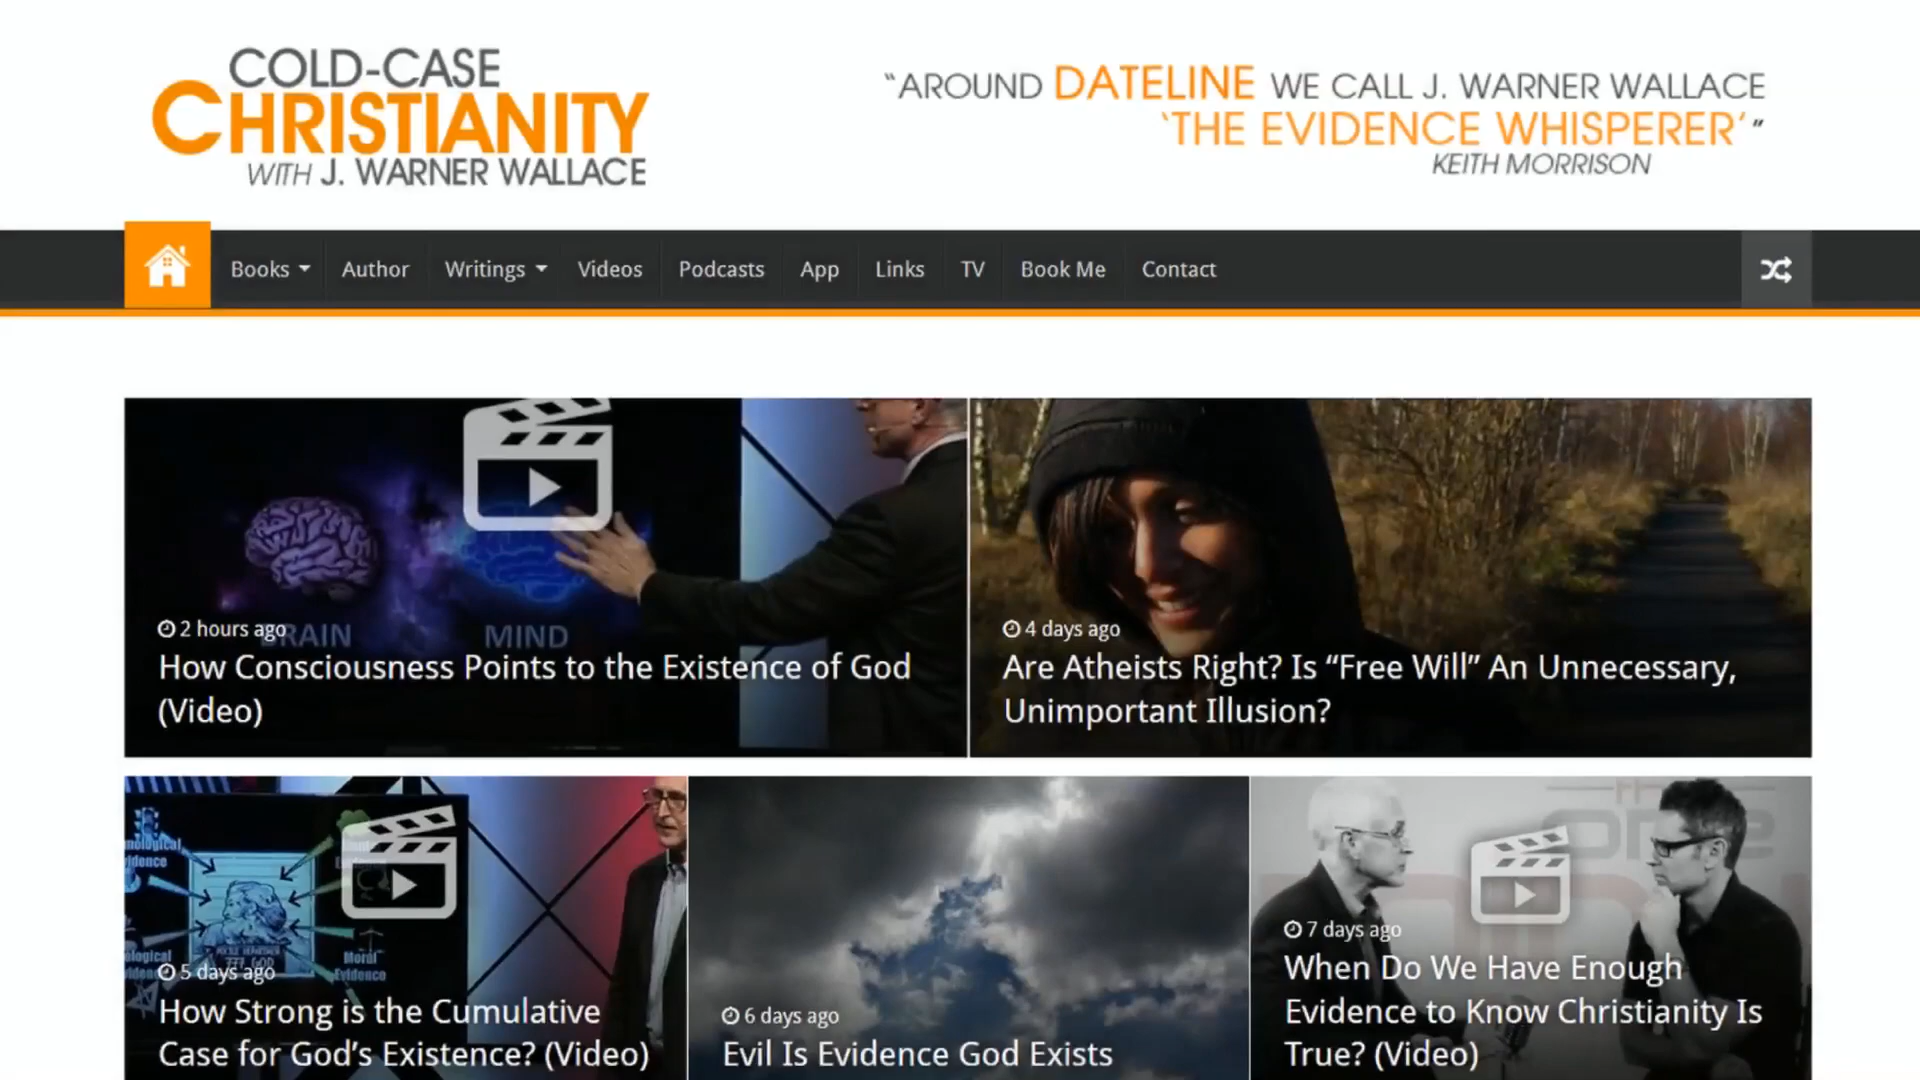 COLD-CASE
CHRISTIANITY
WITH J. WARNER WALLACE
“AROUND DATELINE WE CALL J. WARNER WALLACE
‘THE EVIDENCE WHISPERER’”
KEITH MORRISON
Books Author Writings Videos Podcasts App Links TV Book Me Contact
BRAIN MIND
2 hours ago
How Consciousness Points to the Existence of God
(Video)
4 days ago
Are Atheists Right? Is “Free Will” An Unnecessary,
Unimportant Illusion?
Moral
Evidence
5 days ago
How Strong is the Cumulative
Case for God’s Existence? (Video)
6 days ago
Evil Is Evidence God Exists
7 days ago
When Do We Have Enough
Evidence to Know Christianity Is
True? (Video)